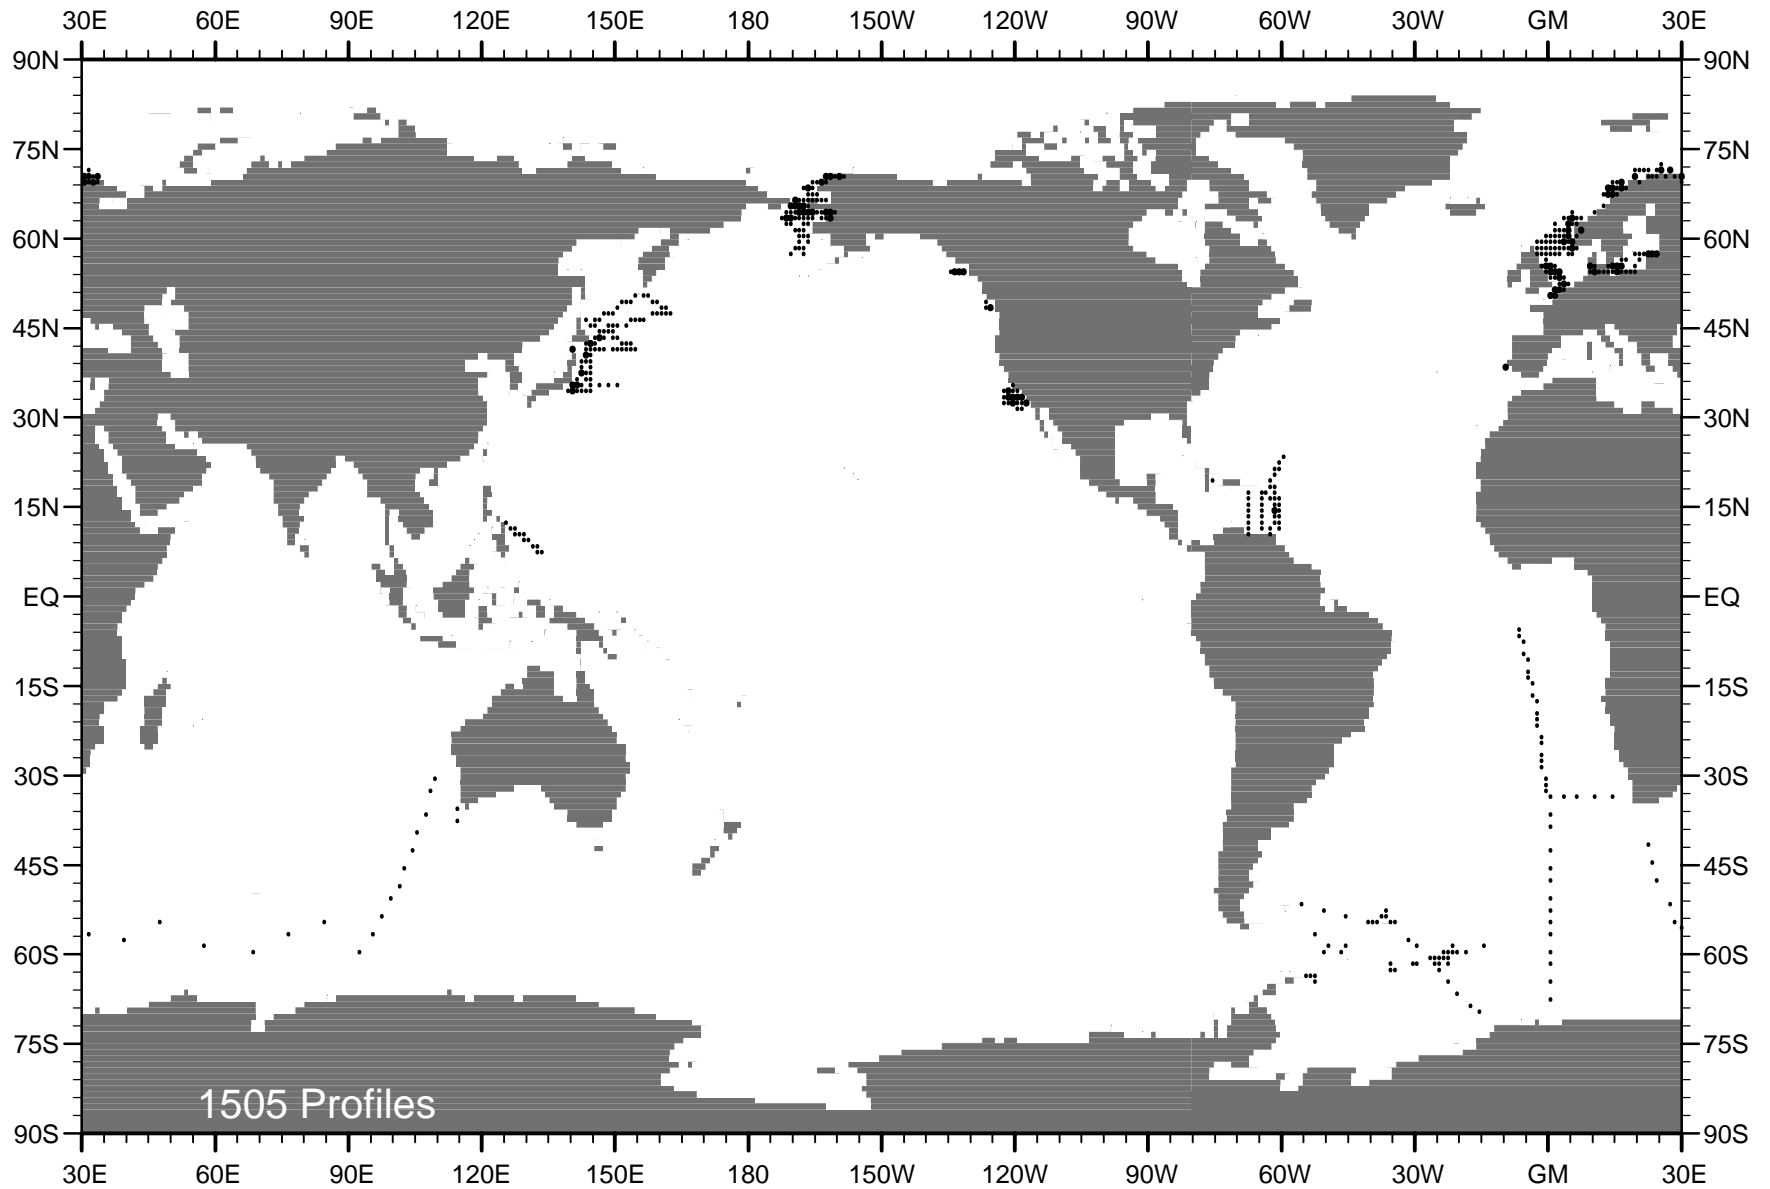 30E 60E 90E 120E 150E 180 150W 120W 90W 60W 30W GM 30E
90N 90N
75N 75N
60N 60N
45N 45N
30N 30N
15N 15N
EQ EQ
15S 15S
30S 30S
45S 45S
60S 60S
75S 75S
1505 Profiles
90S 90S
30E 60E 90E 120E 150E 180 150W 120W 90W 60W 30W GM 30E